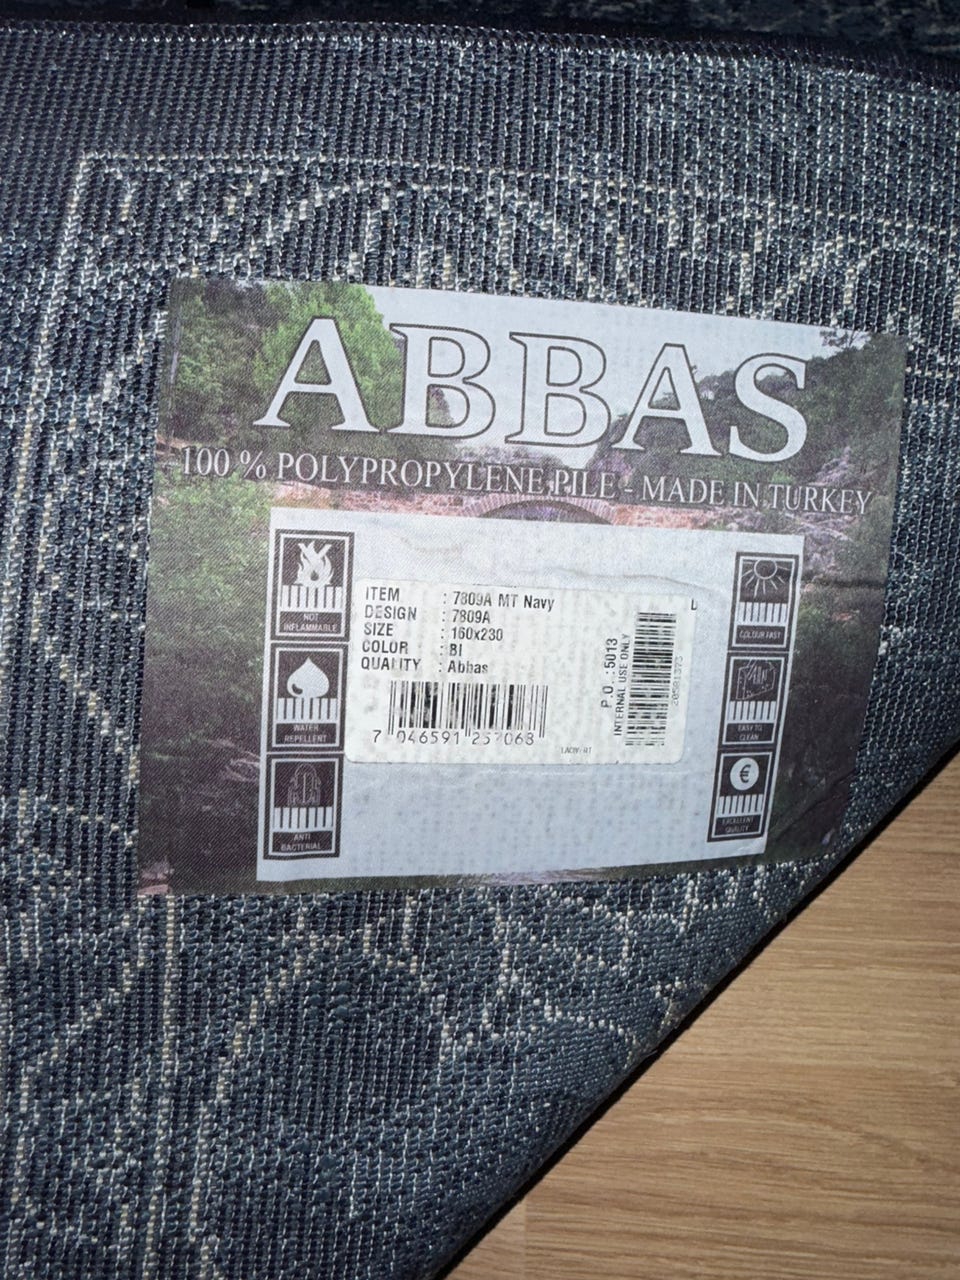 ABBAS
100 % POLYPROPYLENE PILE - MADE IN TURKEY
NOT INFLAMMABLE
WATER REPELLENT
ANTI BACTERIAL
ITEM : 7809A MT Navy
DESIGN : 7809A
SIZE : 160x230
COLOR : BI
QUALITY : Abbas
7 046591 257068
P.O. : 5013
INTERNAL USE ONLY
COLOUR FAST
EASY TO CLEAN
€
EXCELLENT QUALITY